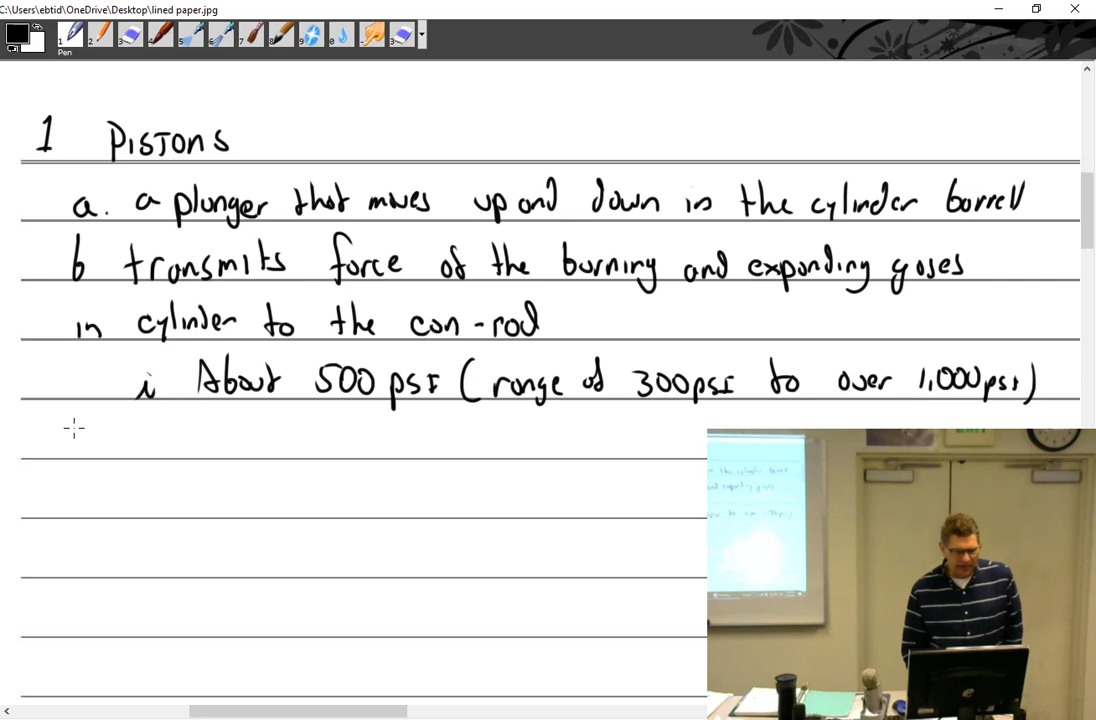 C:\Users\ebtid\OneDrive\Desktop\lined paper.jpg
Pen
1 Pistons
a. a plunger that moves up and down in the cylinder barrell
b transmits force of the burning and expanding gases
in cylinder to the con-rod
i About 500 psi (range of 300psi to over 1,000psi)
EXIT